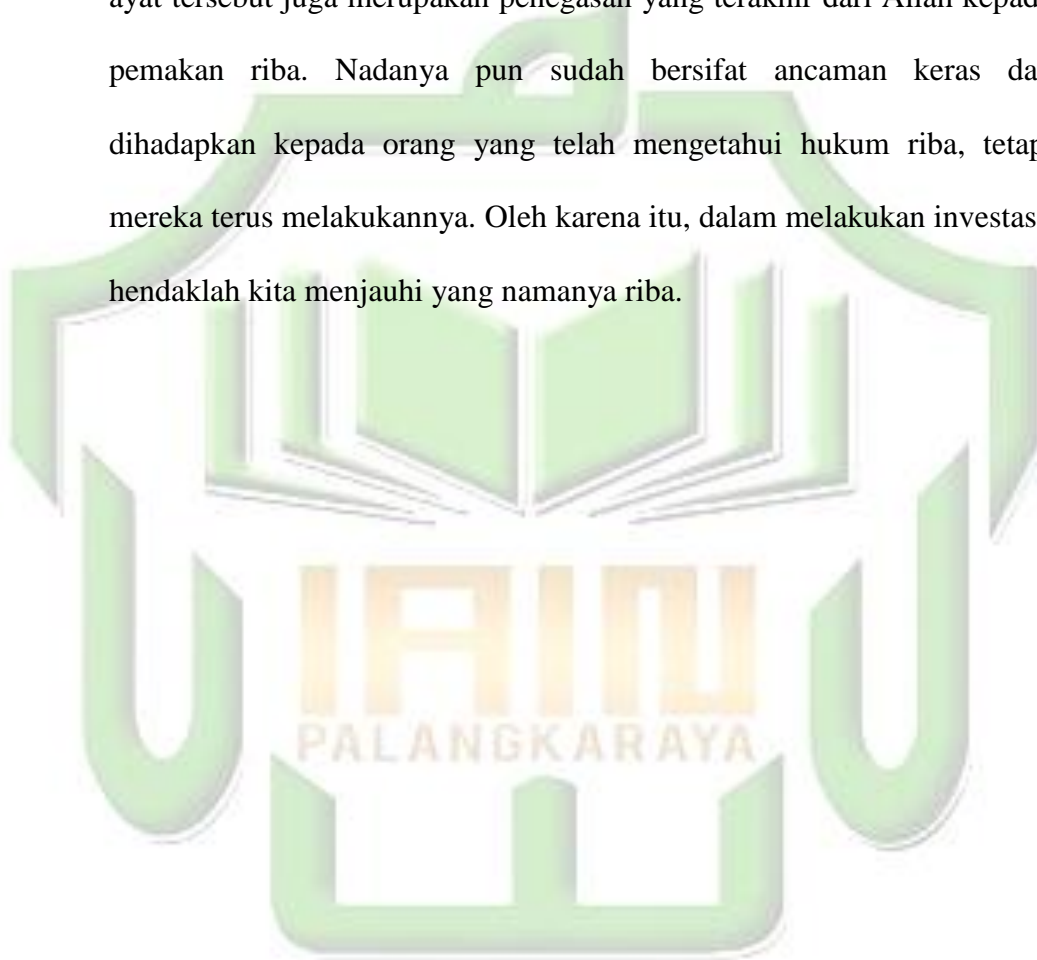 ayat tersebut juga merupakan penegasan yang terakhir dari Allah kepad
pemakan riba. Nadanya pun sudah bersifat ancaman keras da
dihadapkan kepada orang yang telah mengetahui hukum riba, tetap
mereka terus melakukannya. Oleh karena itu, dalam melakukan investas
hendaklah kita menjauhi yang namanya riba.
IAIN
PALANGKARAYA